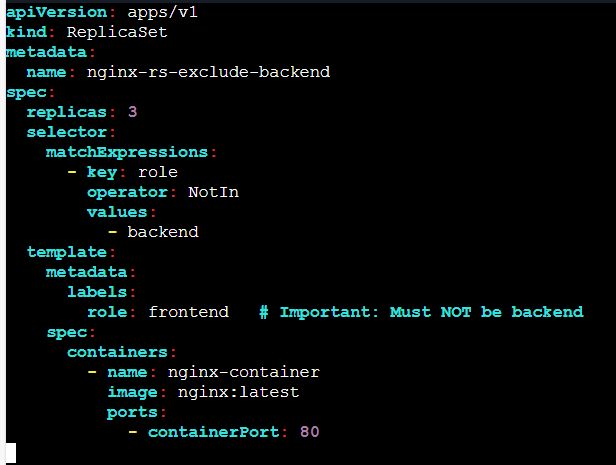 apiVersion: apps/v1
kind: ReplicaSet
metadata:
  name: nginx-rs-exclude-backend
spec:
  replicas: 3
  selector:
    matchExpressions:
      - key: role
        operator: NotIn
        values:
          - backend
  template:
    metadata:
      labels:
        role: frontend   # Important: Must NOT be backend
    spec:
      containers:
        - name: nginx-container
          image: nginx:latest
          ports:
            - containerPort: 80